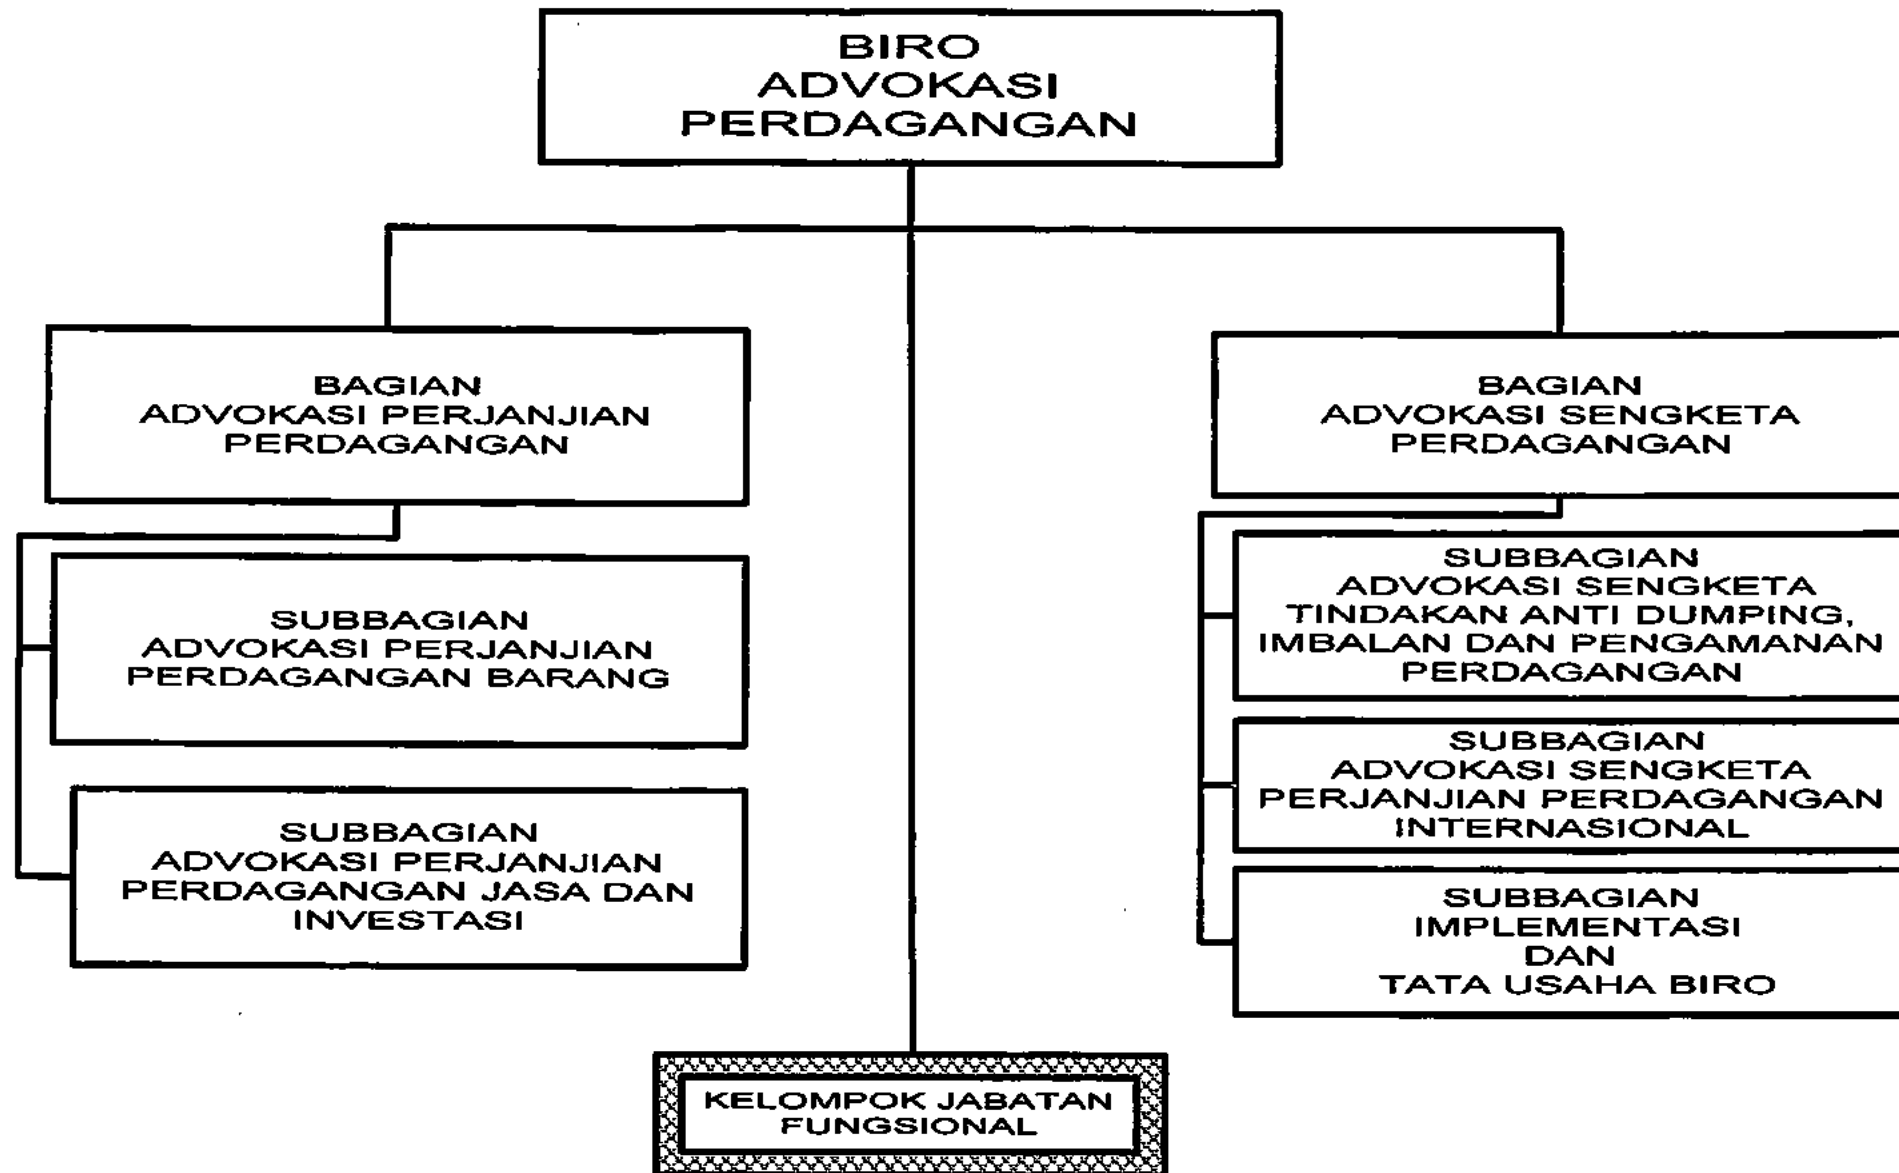 BIRO
ADVOKASI
PERDAGANGAN
BAGIAN
ADVOKASI PERJANJIAN
PERDAGANGAN
SUBBAGIAN
ADVOKASI PERJANJIAN
PERDAGANGAN BARANG
SUBBAGIAN
ADVOKASI PERJANJIAN
PERDAGANGAN JASA DAN
INVESTASI
BAGIAN
ADVOKASI SENGKETA
PERDAGANGAN
SUBBAGIAN
ADVOKASI SENGKETA
TINDAKAN ANTI DUMPING,
IMBALAN DAN PENGAMANAN
PERDAGANGAN
SUBBAGIAN
ADVOKASI SENGKETA
PERJANJIAN PERDAGANGAN
INTERNASIONAL
SUBBAGIAN
IMPLEMENTASI
DAN
TATA USAHA BIRO
KELOMPOK JABATAN
FUNGSIONAL